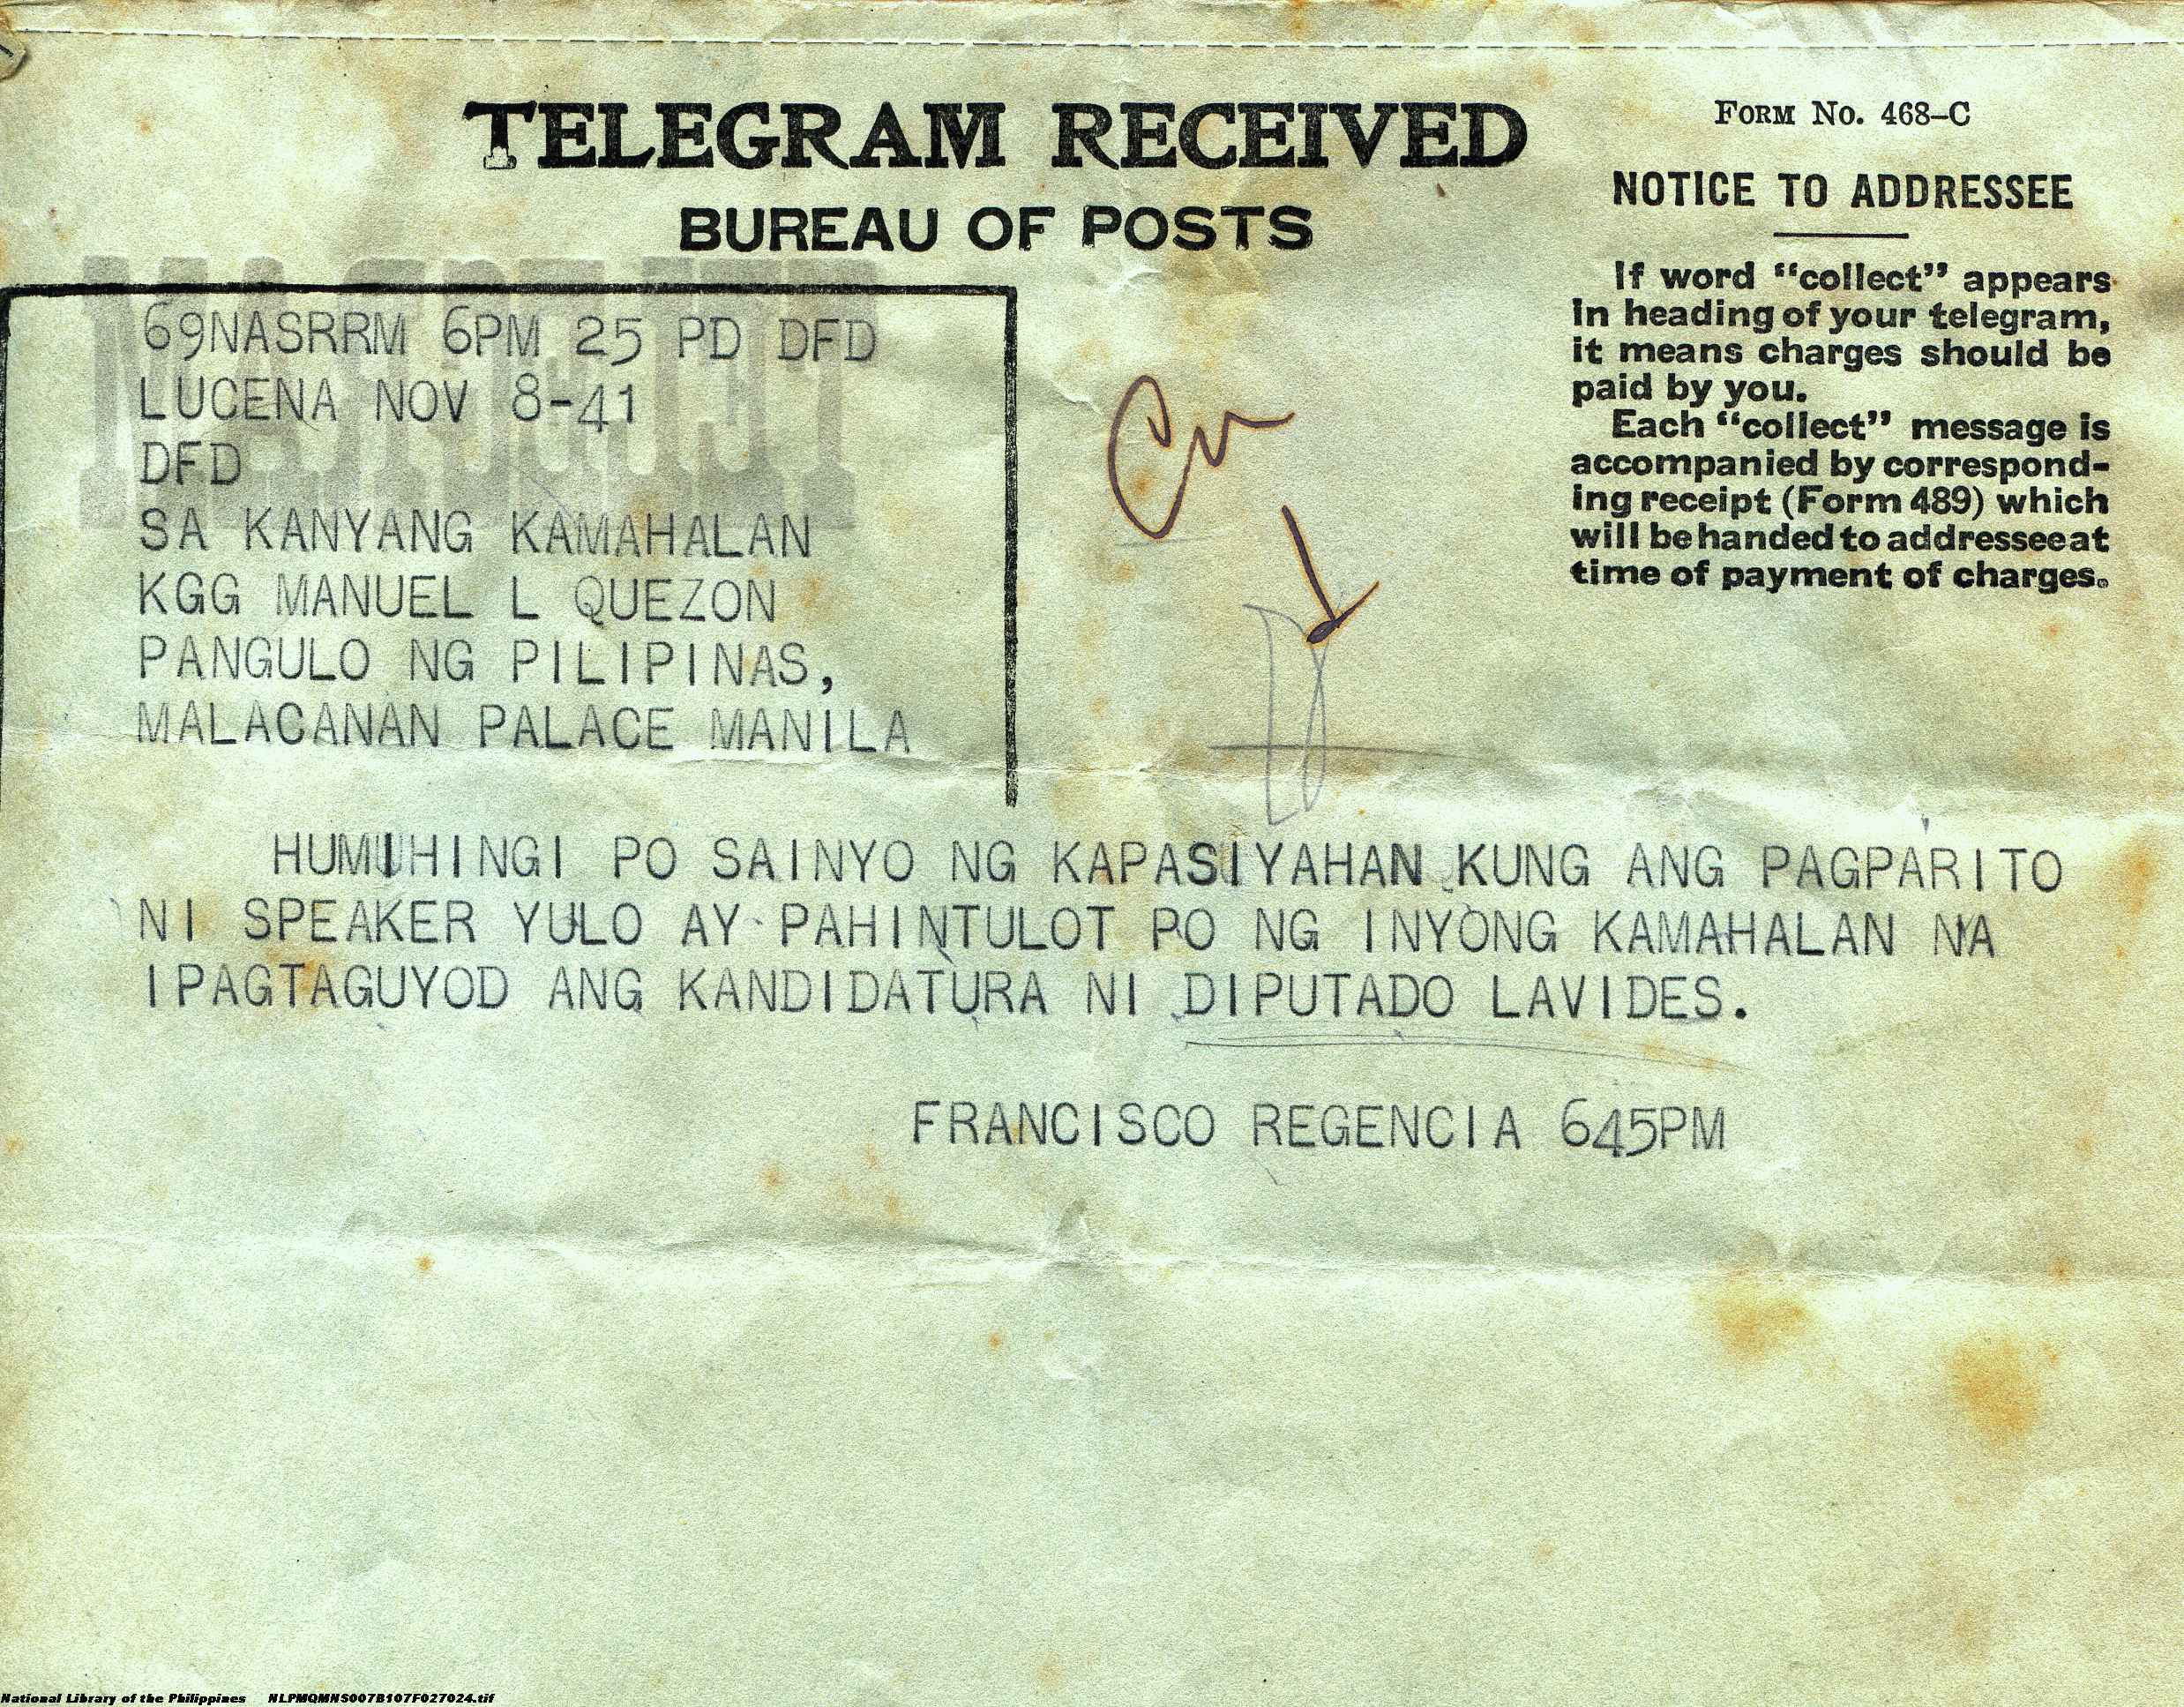 TELEGRAM RECEIVED
BUREAU OF POSTS
FORM NO. 468-C
NOTICE TO ADDRESSEE
If word "collect" appears
in heading of your telegram,
it means charges should be
paid by you.
Each "collect" message is
accompanied by correspond-
ing receipt (Form 489) which
will be handed to addressee at
time of payment of charges.
69NASRRM 6PM 25 PD DFD
LUCENA NOV 8-41
DFD
SA KANYANG KAMAHALAN
KGG MANUEL L QUEZON
PANGULO NG PILIPINAS,
MALACANAN PALACE MANILA
HUMIHINGI PO SAINYO NG KAPASIYAHAN KUNG ANG PAGPARITO
NI SPEAKER YULO AY PAHINTULOT PO NG INYONG KAMAHALAN NA
IPAGTAGUYOD ANG KANDIDATURA NI DIPUTADO LAVIDES.
FRANCISCO REGENCIA 645PM
National Library of the Philippines NLPMQMNS007B107F027024.tif